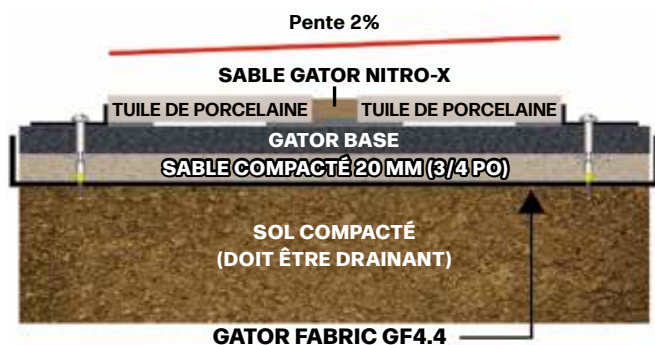 Pente 2%
SABLE GATOR NITRO-X
TUILE DE PORCELAINE
TUILE DE PORCELAINE
GATOR BASE
SABLE COMPACTÉ 20 MM (3/4 PO)
SOL COMPACTÉ
(DOIT ÊTRE DRAINANT)
GATOR FABRIC GF4.4